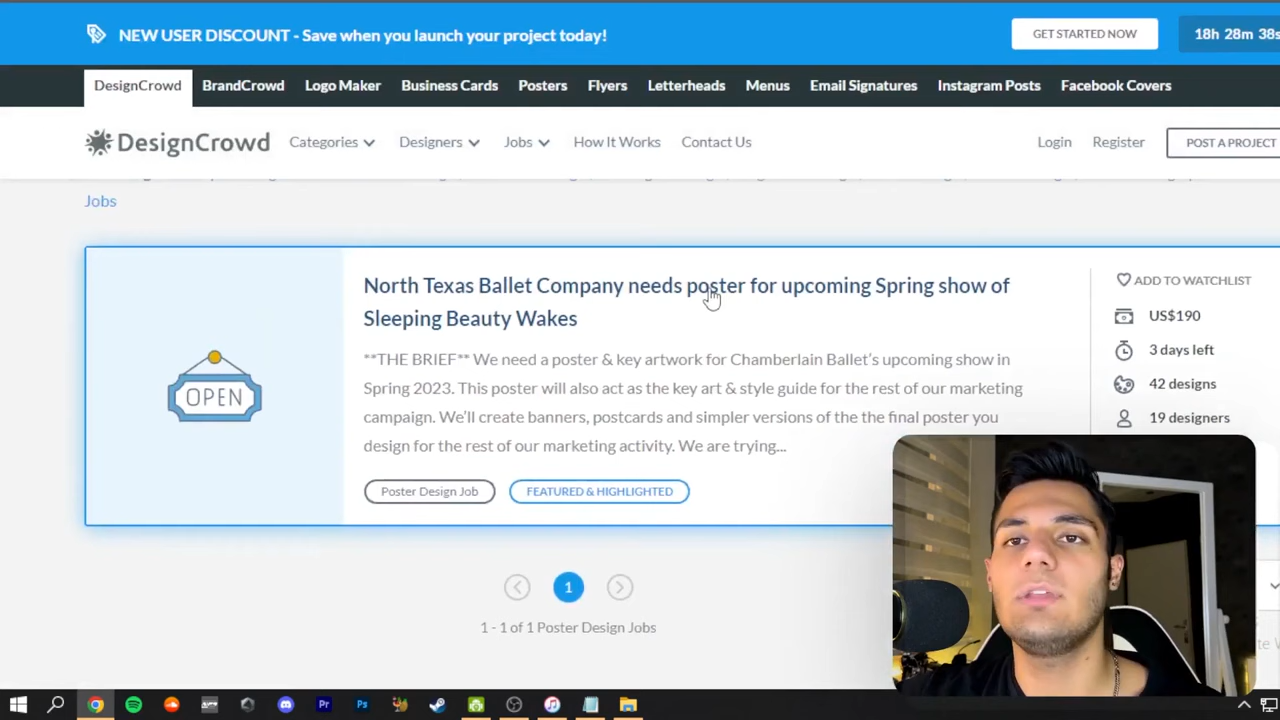 NEW USER DISCOUNT - Save when you launch your project today!
GET STARTED NOW
18h 28m 38s
DesignCrowd
BrandCrowd
Logo Maker
Business Cards
Posters
Flyers
Letterheads
Menus
Email Signatures
Instagram Posts
Facebook Covers
DesignCrowd
Categories
Designers
Jobs
How It Works
Contact Us
Login
Register
POST A PROJECT
Jobs
North Texas Ballet Company needs poster for upcoming Spring show of
Sleeping Beauty Wakes
**THE BRIEF** We need a poster & key artwork for Chamberlain Ballet's upcoming show in
Spring 2023. This poster will also act as the key art & style guide for the rest of our marketing
campaign. We'll create banners, postcards and simpler versions of the the final poster you
design for the rest of our marketing activity. We are trying...
OPEN
Poster Design Job
FEATURED & HIGHLIGHTED
ADD TO WATCHLIST
US$190
3 days left
42 designs
19 designers
1
1 - 1 of 1 Poster Design Jobs
Pr
Ps